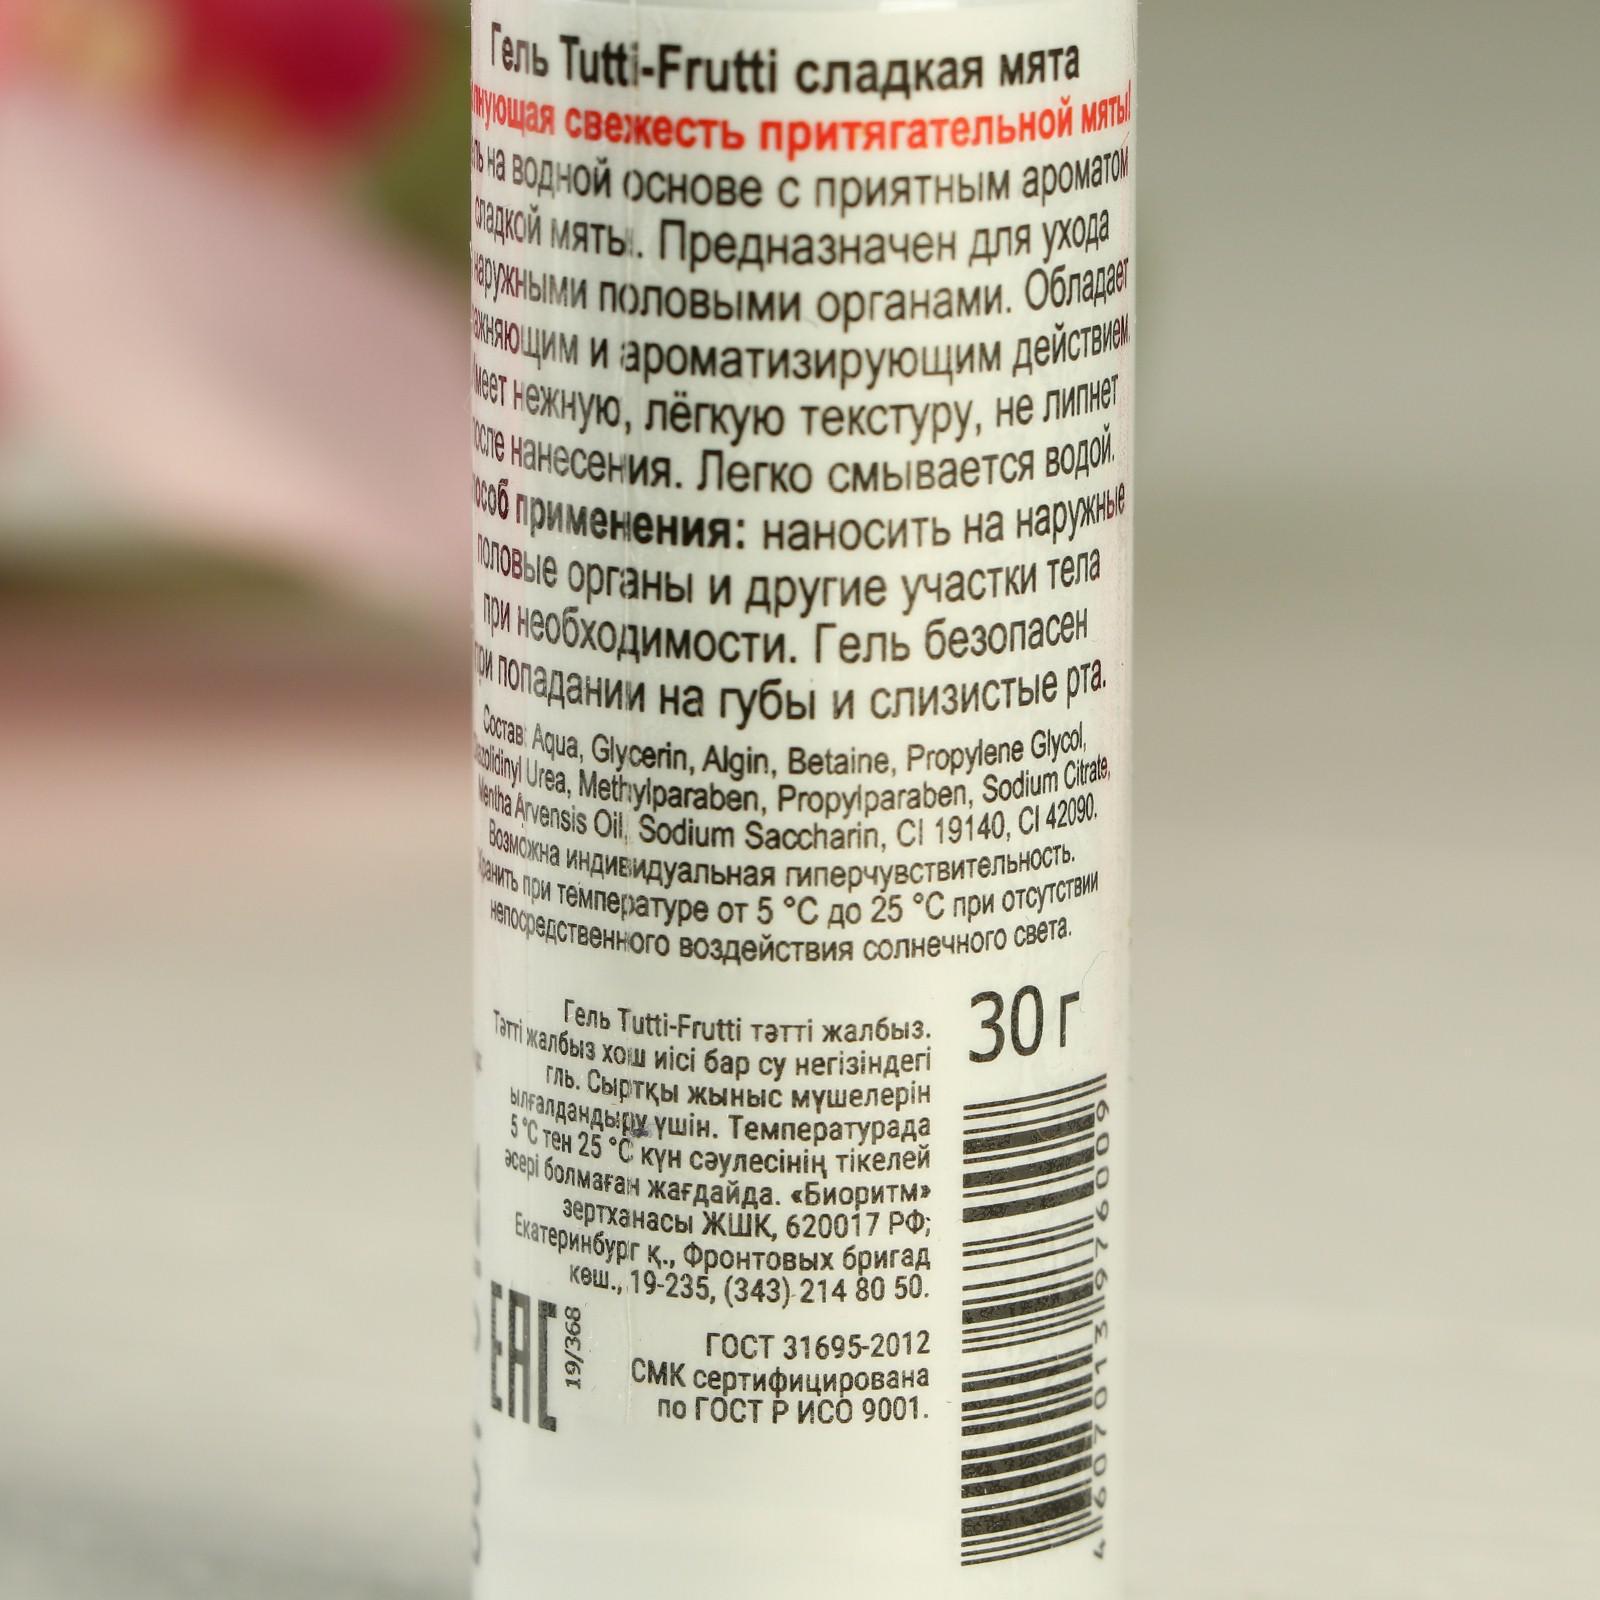 Гель Tutti-Frutti сладкая мята
свежесть притягательной мяты!
на водной основе с приятным ароматом
сладкой мяты. Предназначен для ухода
наружными половыми органами. Обладает
и ароматизирующим действием.
нежную, лёгкую текстуру, не липнет
нанесения. Легко смывается водой.
применения: наносить на наружные
половые органы и другие участки тела
при необходимости. Гель безопасен
при попадании на губы и слизистые рта.
Состав: Aqua, Glycerin, Algin, Betaine, Propylene Glycol,
Urea, Methylparaben, Propylparaben, Sodium Citrate,
Mentha Arvensis Oil, Sodium Saccharin, CI 19140, CI 42090.
Возможна индивидуальная гиперчувствительность.
Хранить при температуре от 5 °C до 25 °C при отсутствии
непосредственного воздействия солнечного света.
Гель Tutti-Frutti тәтті жалбыз.
Тәтті жалбыз хош иісі бар су негізіндегі
гль. Сыртқы жыныс мүшелерін
ылғалдандыру үшін. Температурада
5 °C тен 25 °C күн сәулесінің тікелей
әсері болмаған жағдайда. «Биоритм»
зертханасы ЖШК, 620017 РФ;
Екатеринбург қ., Фронтовых бригад
көш., 19-235, (343) 214 80 50.
EAC
19/368
ГОСТ 31695-2012
СМК сертифицирована
по ГОСТ Р ИСО 9001.
30 г
4 607013 976009